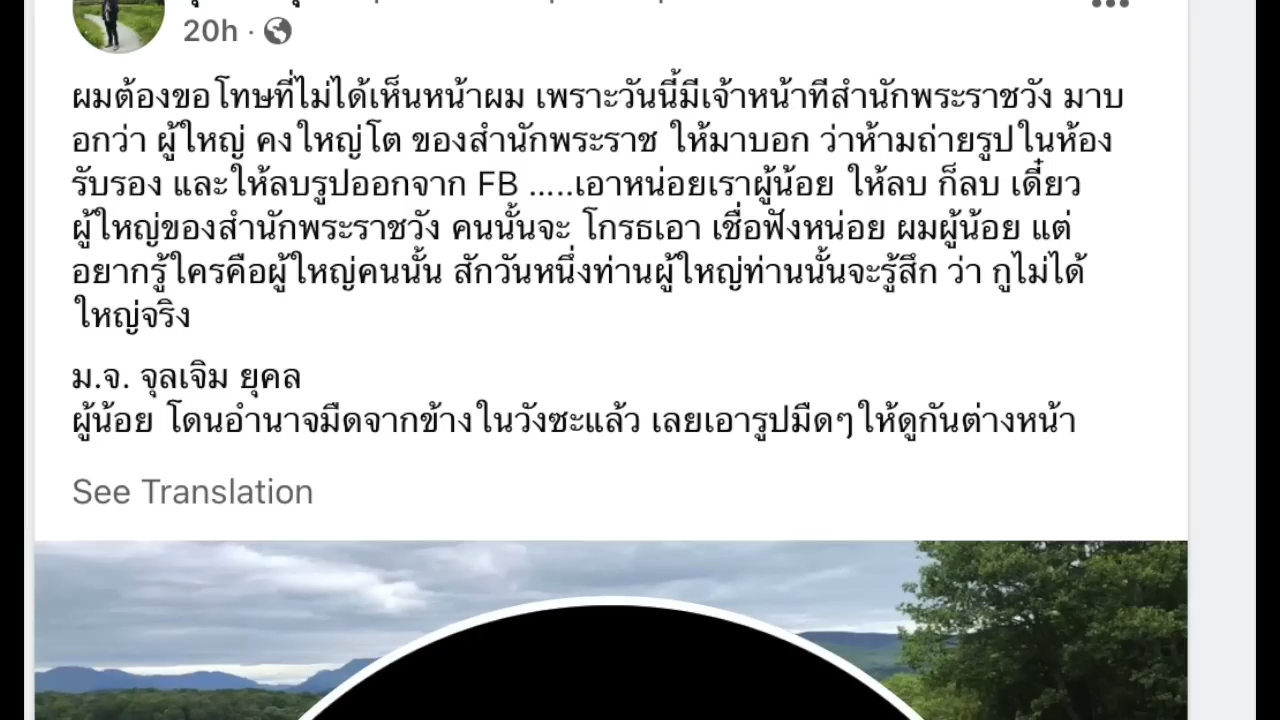 20h ·
ผมต้องขอโทษที่ไม่ได้เห็นหน้าผม เพราะวันนี้มีเจ้าหน้าทีสำนักพระราชวัง มาบ
อกว่า ผู้ใหญ่ คงใหญ่โต ของสำนักพระราช ให้มาบอก ว่าห้ามถ่ายรูปในห้อง
รับรอง และให้ลบรูปออกจาก FB .....เอาหน่อยเราผู้น้อย ให้ลบ ก็ลบ เดี๋ยว
ผู้ใหญ่ของสำนักพระราชวัง คนนั้นจะ โกรธเอา เชื่อฟังหน่อย ผมผู้น้อย แต่
อยากรู้ใครคือผู้ใหญ่คนนั้น สักวันหนึ่งท่านผู้ใหญ่ท่านนั้นจะรู้สึก ว่า กูไม่ได้
ใหญ่จริง
ม.จ. จุลเจิม ยุคล
ผู้น้อย โดนอำนาจมืดจากข้างในวังซะแล้ว เลยเอารูปมืดๆให้ดูกันต่างหน้า
See Translation